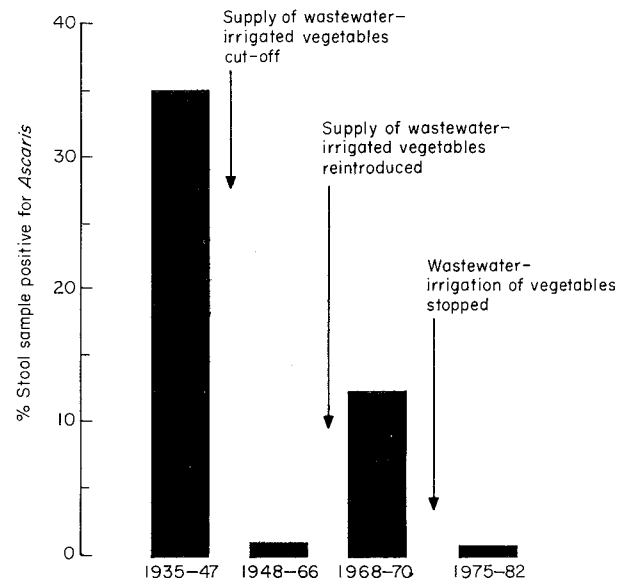 Supply of wastewater-
irrigated vegetables
cut-off
Supply of wastewater-
irrigated vegetables
reintroduced
Wastewater-
irrigation of vegetables
stopped
% Stool sample positive for Ascaris
40
30
20
10
0
1935-47
1948-66
1968-70
1975-82